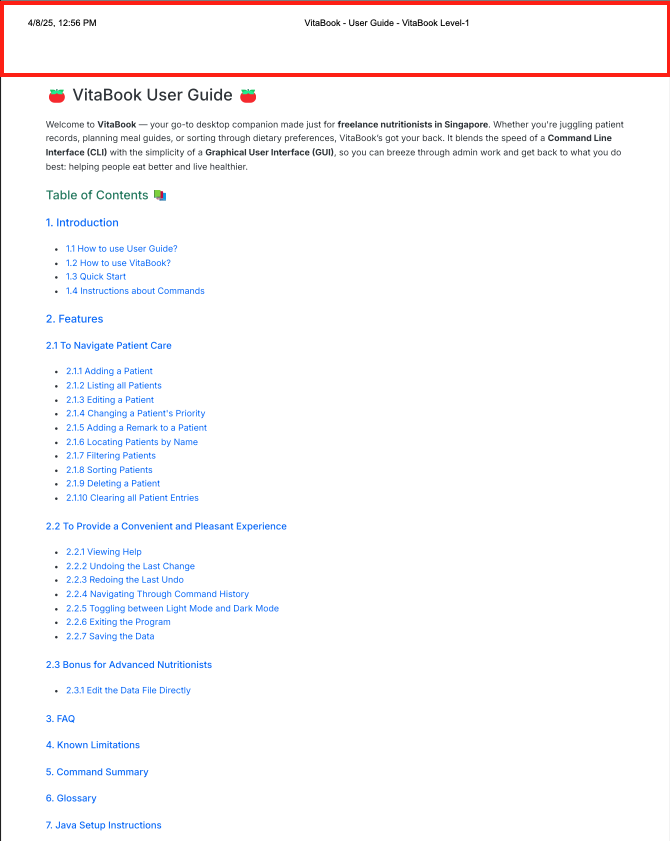 4/8/25, 12:56 PM VitaBook - User Guide - VitaBook Level-1
🍅 VitaBook User Guide 🍅
Welcome to VitaBook — your go-to desktop companion made just for freelance nutritionists in Singapore. Whether you're juggling patient
records, planning meal guides, or sorting through dietary preferences, VitaBook's got your back. It blends the speed of a Command Line
Interface (CLI) with the simplicity of a Graphical User Interface (GUI), so you can breeze through admin work and get back to what you do
best: helping people eat better and live healthier.
Table of Contents 📚
1. Introduction
• 1.1 How to use User Guide?
• 1.2 How to use VitaBook?
• 1.3 Quick Start
• 1.4 Instructions about Commands
2. Features
2.1 To Navigate Patient Care
• 2.1.1 Adding a Patient
• 2.1.2 Listing all Patients
• 2.1.3 Editing a Patient
• 2.1.4 Changing a Patient's Priority
• 2.1.5 Adding a Remark to a Patient
• 2.1.6 Locating Patients by Name
• 2.1.7 Filtering Patients
• 2.1.8 Sorting Patients
• 2.1.9 Deleting a Patient
• 2.1.10 Clearing all Patient Entries
2.2 To Provide a Convenient and Pleasant Experience
• 2.2.1 Viewing Help
• 2.2.2 Undoing the Last Change
• 2.2.3 Redoing the Last Undo
• 2.2.4 Navigating Through Command History
• 2.2.5 Toggling between Light Mode and Dark Mode
• 2.2.6 Exiting the Program
• 2.2.7 Saving the Data
2.3 Bonus for Advanced Nutritionists
• 2.3.1 Edit the Data File Directly
3. FAQ
4. Known Limitations
5. Command Summary
6. Glossary
7. Java Setup Instructions